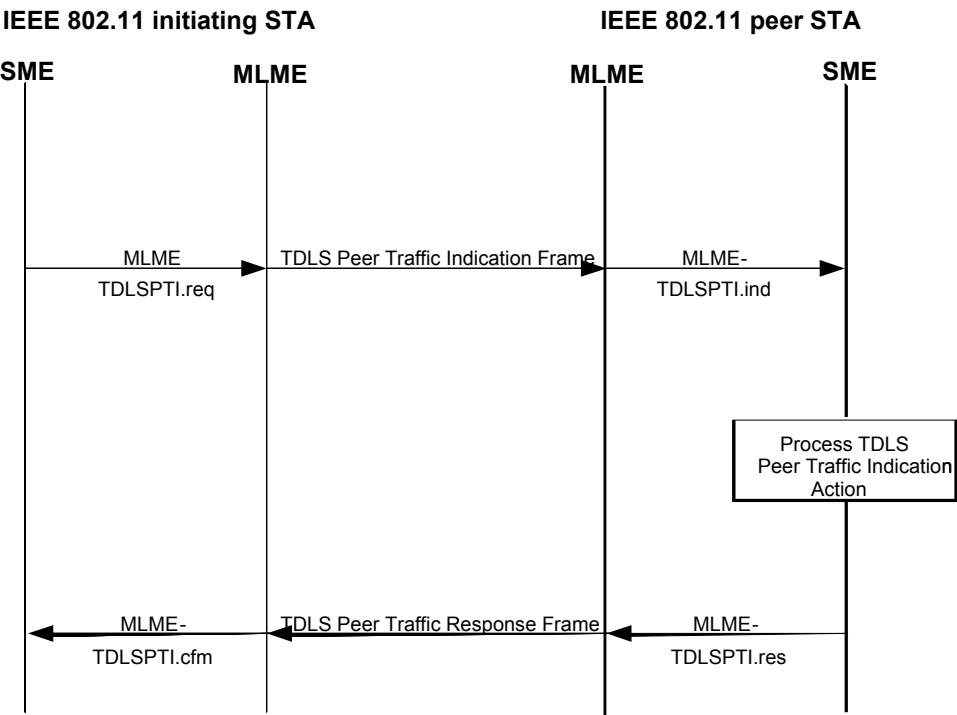 IEEE 802.11 initiating STA
IEEE 802.11 peer STA
SME
MLME
MLME
SME
MLME
TDLS Peer Traffic Indication Frame
MLME-
TDLSPTI.req
TDLSPTI.ind
Process TDLS
Peer Traffic Indication
Action
MLME-
TDLS Peer Traffic Response Frame
MLME-
TDLSPTI.cfm
TDLSPTI.res